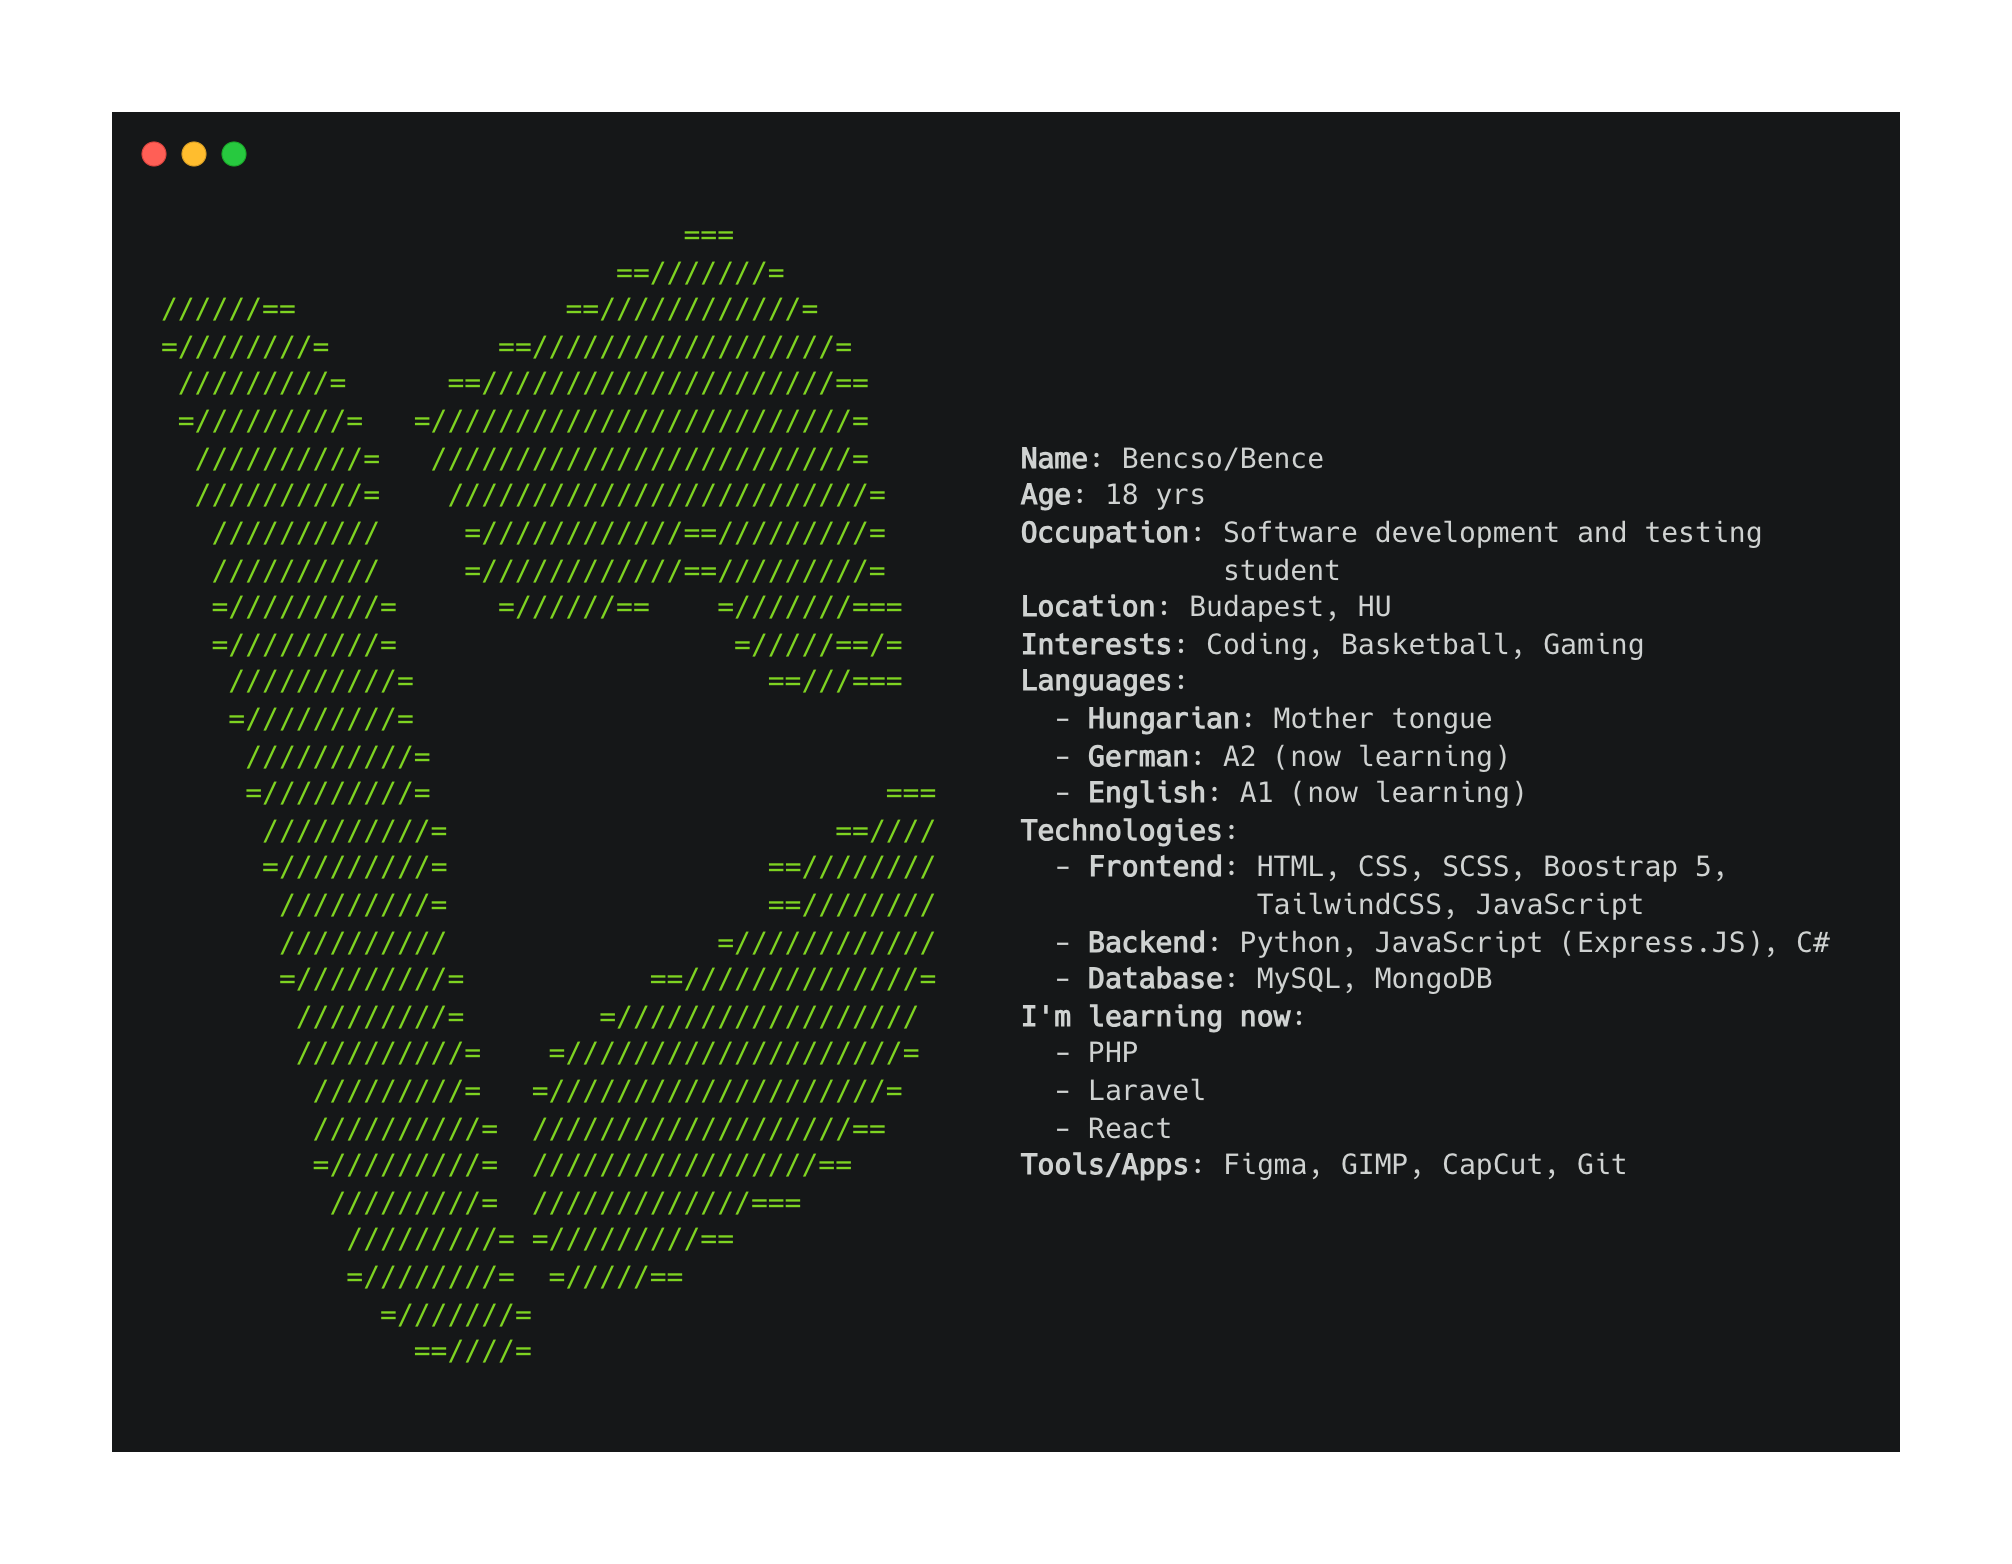 Name: Bencso/Bence
Age: 18 yrs
Occupation: Software development and testing
student
Location: Budapest, HU
Interests: Coding, Basketball, Gaming
Languages:
- Hungarian: Mother tongue
- German: A2 (now learning)
- English: A1 (now learning)
Technologies:
- Frontend: HTML, CSS, SCSS, Boostrap 5,
TailwindCSS, JavaScript
- Backend: Python, JavaScript (Express.JS), C#
- Database: MySQL, MongoDB
I'm learning now:
- PHP
- Laravel
- React
Tools/Apps: Figma, GIMP, CapCut, Git